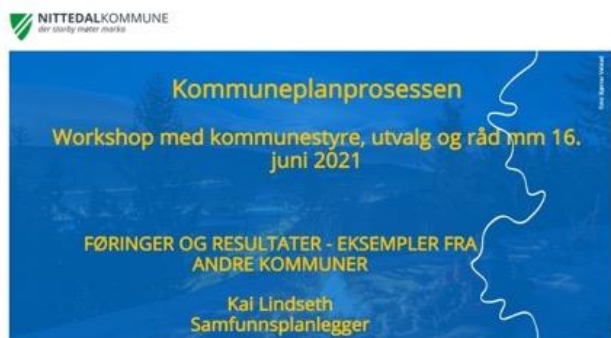 NITTEDALKOMMUNE
der storby møter marka
Kommuneplanprosessen
Workshop med kommunestyre, utvalg og råd mm 16.
juni 2021
FØRINGER OG RESULTATER - EKSEMPLER FRA
ANDRE KOMMUNER
Kai Lindseth
Samfunnsplanlegger